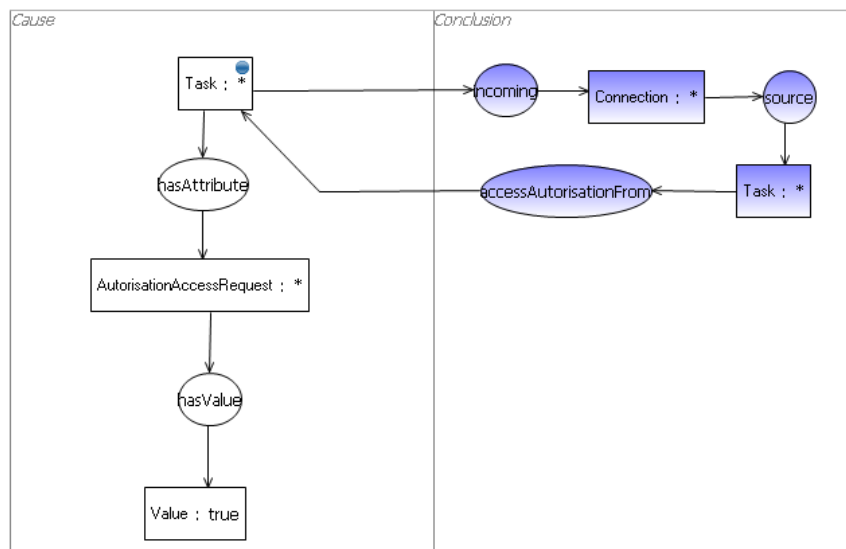 Cause
Conclusion
Task : *
incoming
Connection : *
source
hasAttribute
accessAutorisationFrom
Task : *
AutorisationAccessRequest : *
hasValue
Value : true